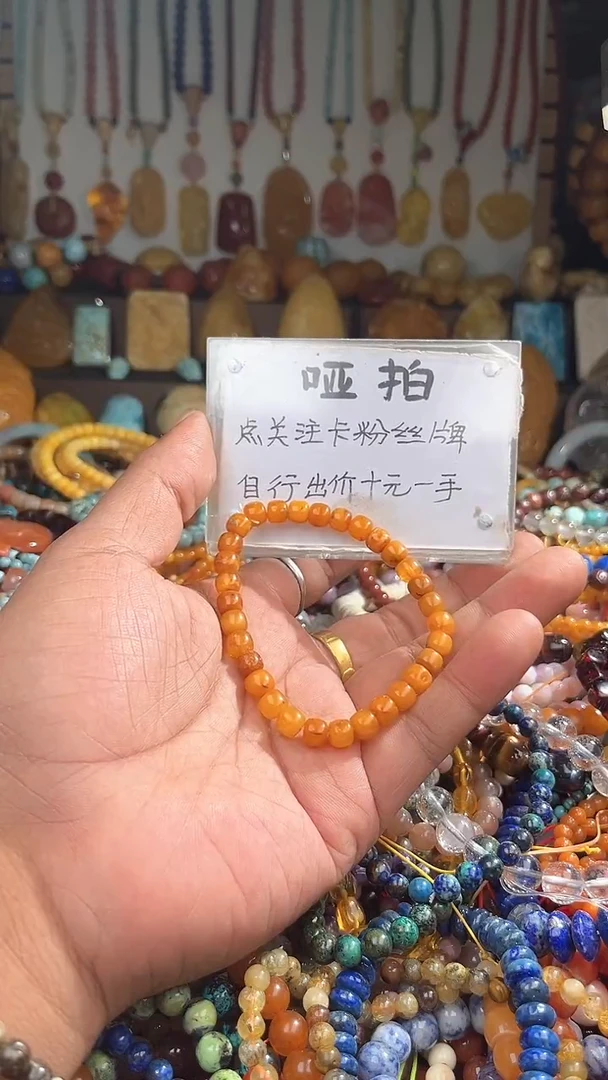 哑拍
点关注卡粉丝牌
自行出价十元一手